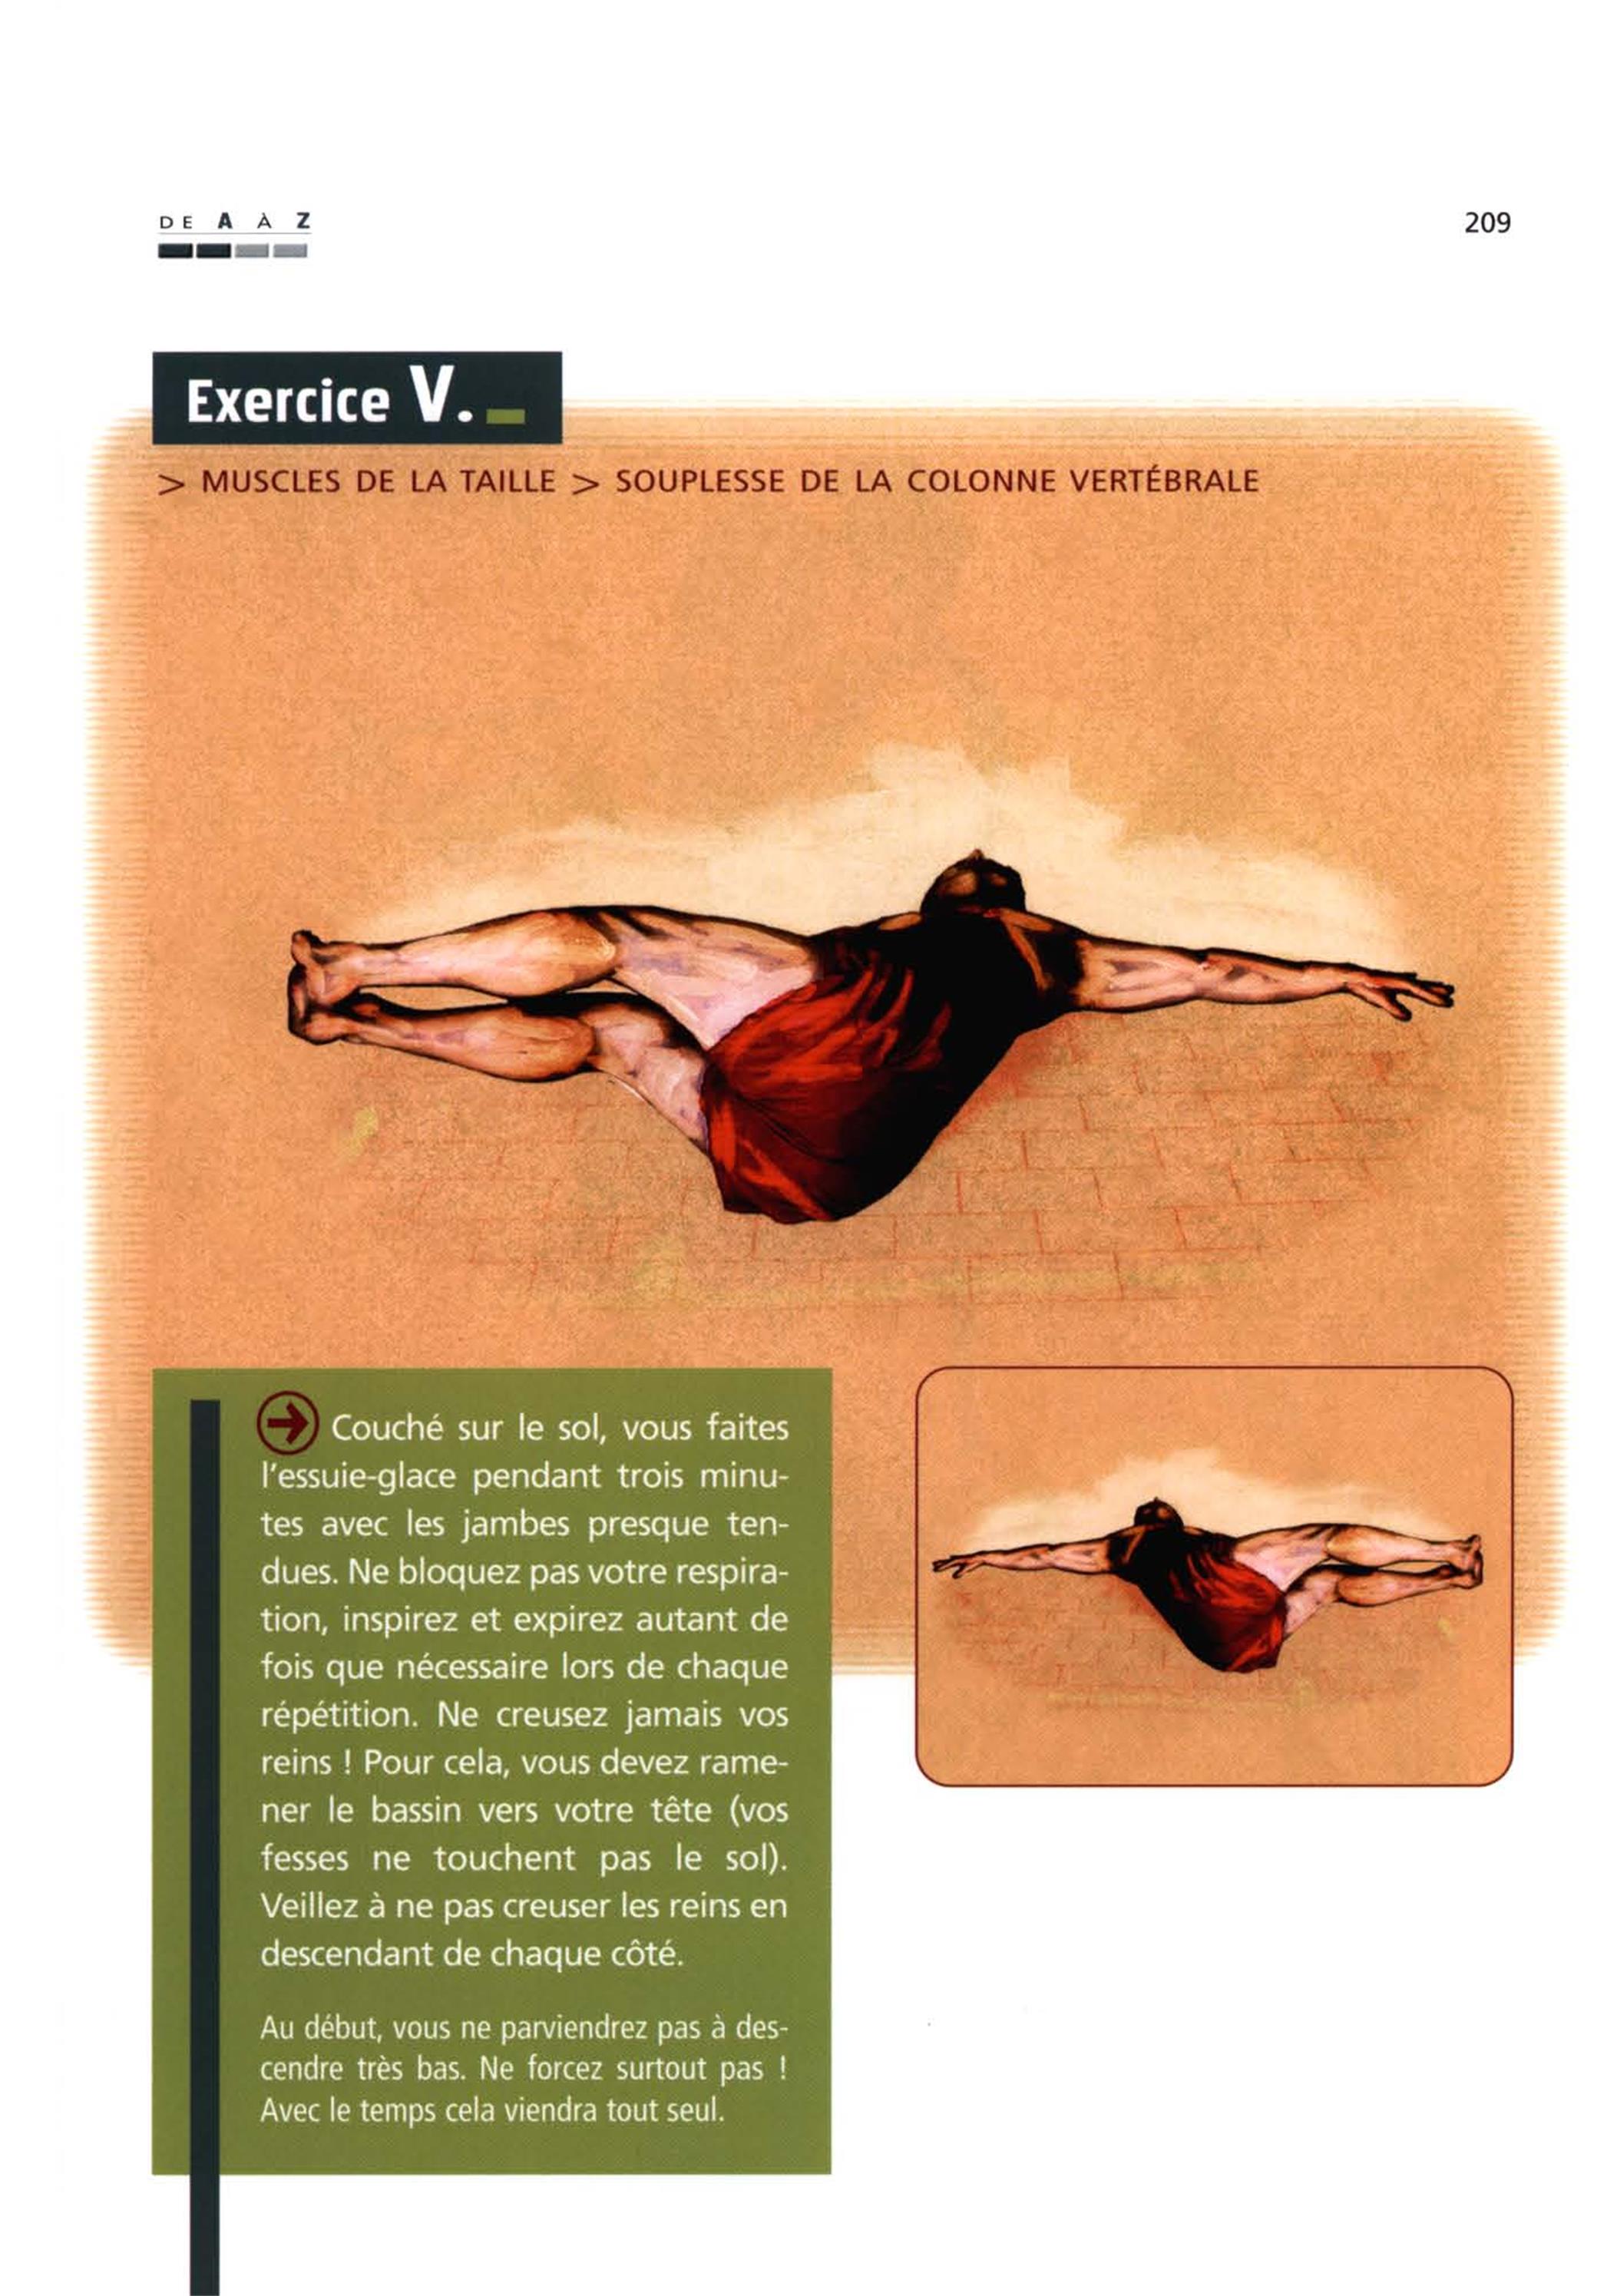 DE A À Z
209
Exercice V.
> MUSCLES DE LA TAILLE > SOUPLESSE DE LA COLONNE VERTÉBRALE
Couché sur le sol, vous faites
l'essuie-glace pendant trois minu-
tes avec les jambes presque ten-
dues. Ne bloquez pas votre respira-
tion, inspirez et expirez autant de
fois que nécessaire lors de chaque
répétition. Ne creusez jamais vos
reins ! Pour cela, vous devez rame-
ner le bassin vers votre tête (vos
fesses ne touchent pas le sol).
Veillez à ne pas creuser les reins en
descendant de chaque côté.
Au début, vous ne parviendrez pas à des-
cendre très bas. Ne forcez surtout pas !
Avec le temps cela viendra tout seul.